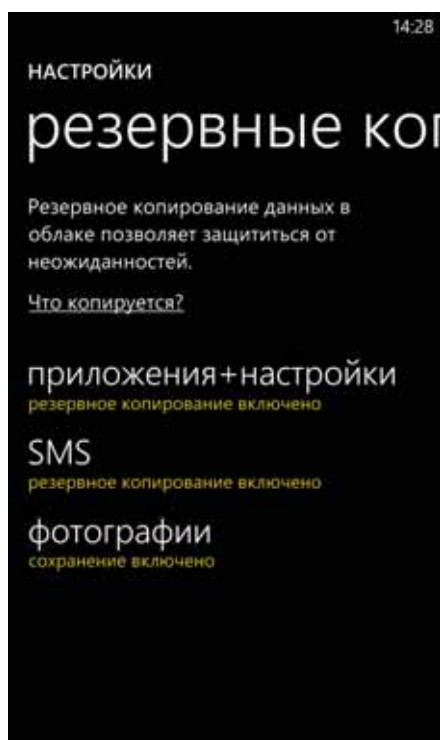 14:28
НАСТРОЙКИ
резервные коп
Резервное копирование данных в
облаке позволяет защититься от
неожиданностей.
Что копируется?
приложения+настройки
резервное копирование включено
SMS
резервное копирование включено
фотографии
сохранение включено